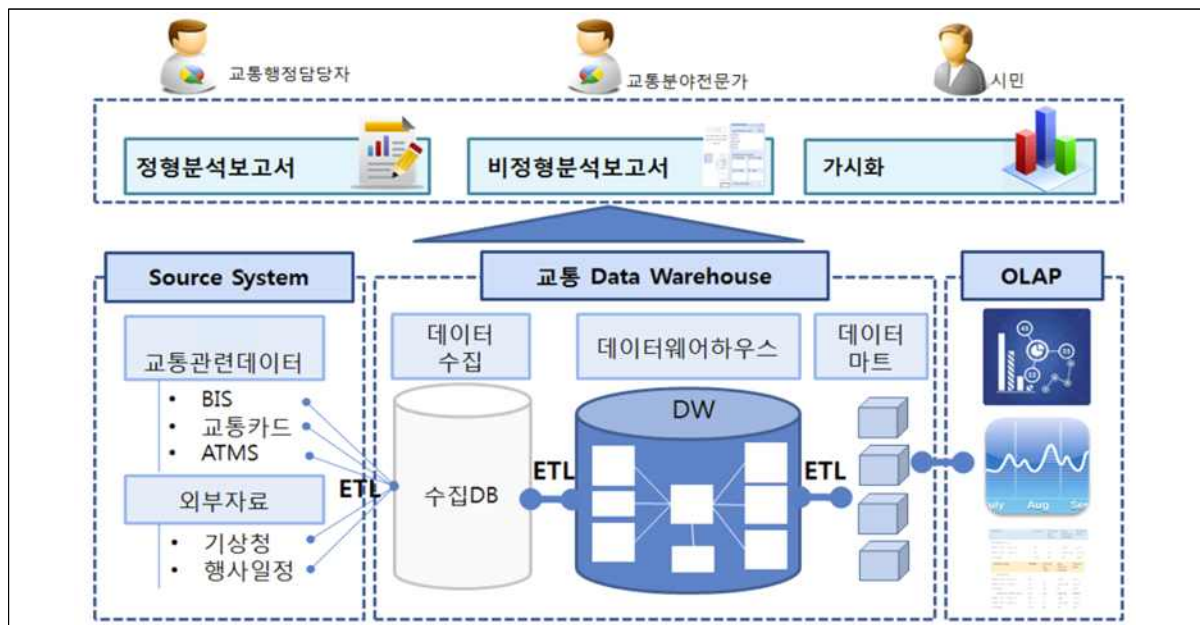 교통행정담당자
교통분야전문가
시민
정형분석보고서
비정형분석보고서
가시화
Source System
교통 Data Warehouse
OLAP
교통관련데이터
• BIS
• 교통카드
• ATMS
외부자료
• 기상청
• 행사일정
ETL
데이터
수집
수집DB
ETL
데이터웨어하우스
DW
ETL
데이터
마트
July Aug Se